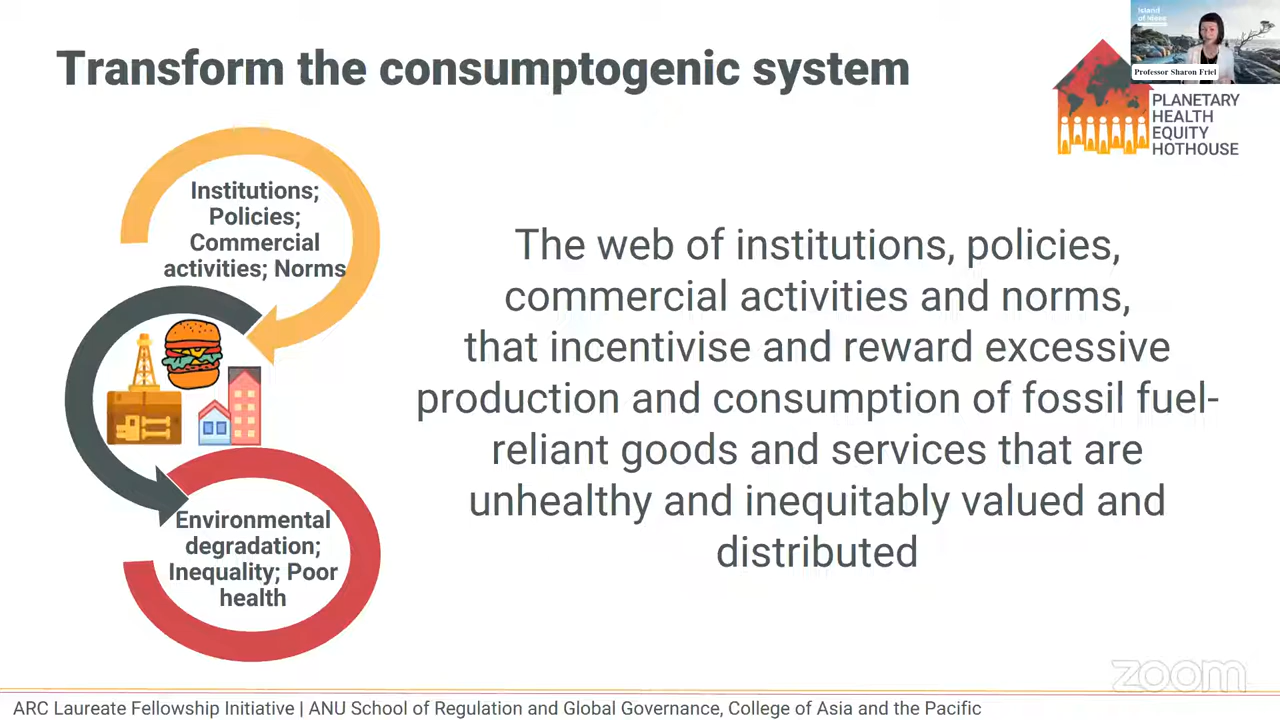 Transform the consumptogenic system
Island
of Ideas
Professor Sharon Friel
PLANETARY
HEALTH
EQUITY
HOTHOUSE
Institutions;
Policies;
Commercial
activities; Norms
Environmental
degradation;
Inequality; Poor
health
The web of institutions, policies,
commercial activities and norms,
that incentivise and reward excessive
production and consumption of fossil fuel-
reliant goods and services that are
unhealthy and inequitably valued and
distributed
zoom
ARC Laureate Fellowship Initiative | ANU School of Regulation and Global Governance, College of Asia and the Pacific